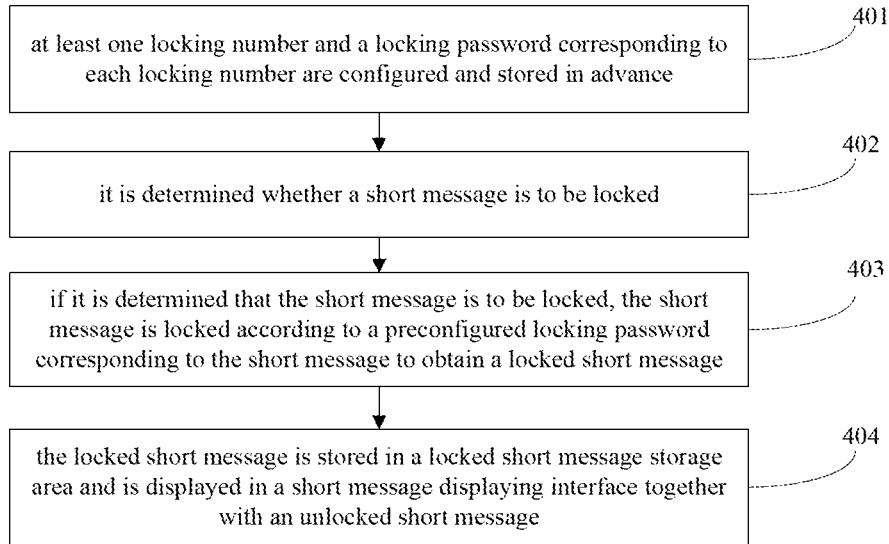 401
at least one locking number and a locking password corresponding to
each locking number are configured and stored in advance
402
it is determined whether a short message is to be locked
403
if it is determined that the short message is to be locked, the short
message is locked according to a preconfigured locking password
corresponding to the short message to obtain a locked short message
404
the locked short message is stored in a locked short message storage
area and is displayed in a short message displaying interface together
with an unlocked short message